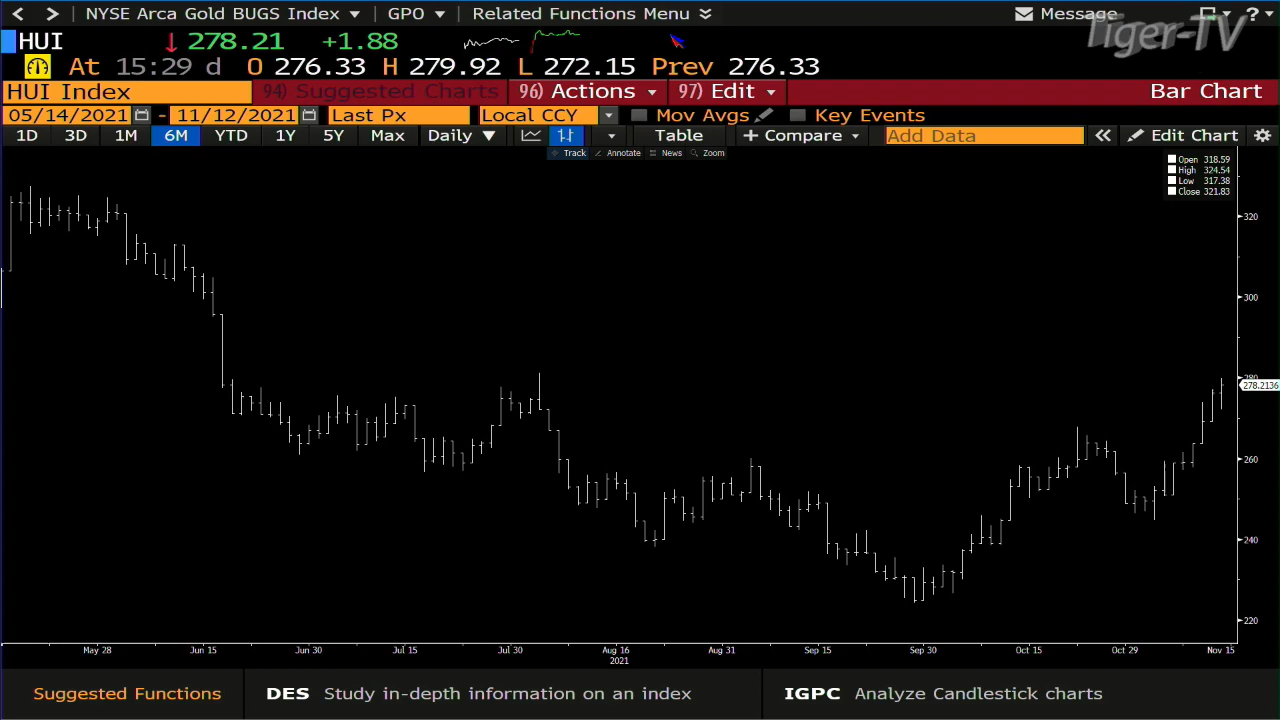 NYSE Arca Gold BUGS Index GPO Related Functions Menu Message ?
Tiger-TV
HUI 278.21 +1.88
At 15:29 d O 276.33 H 279.92 L 272.15 Prev 276.33
HUI Index 94) Suggested Charts 96) Actions 97) Edit Bar Chart
05/14/2021 - 11/12/2021 Last Px Local CCY Mov Avgs Key Events
1D 3D 1M 6M YTD 1Y 5Y Max Daily Table + Compare Add Data Edit Chart
Track Annotate News Zoom
Open 318.59
High 324.54
Low 317.38
Close 321.83
320
300
280
278.2136
260
240
220
May 28 Jun 15 Jun 30 Jul 15 Jul 30 Aug 16 Aug 31 Sep 15 Sep 30 Oct 15 Oct 29 Nov 15
2021
Suggested Functions DES Study in-depth information on an index IGPC Analyze Candlestick charts